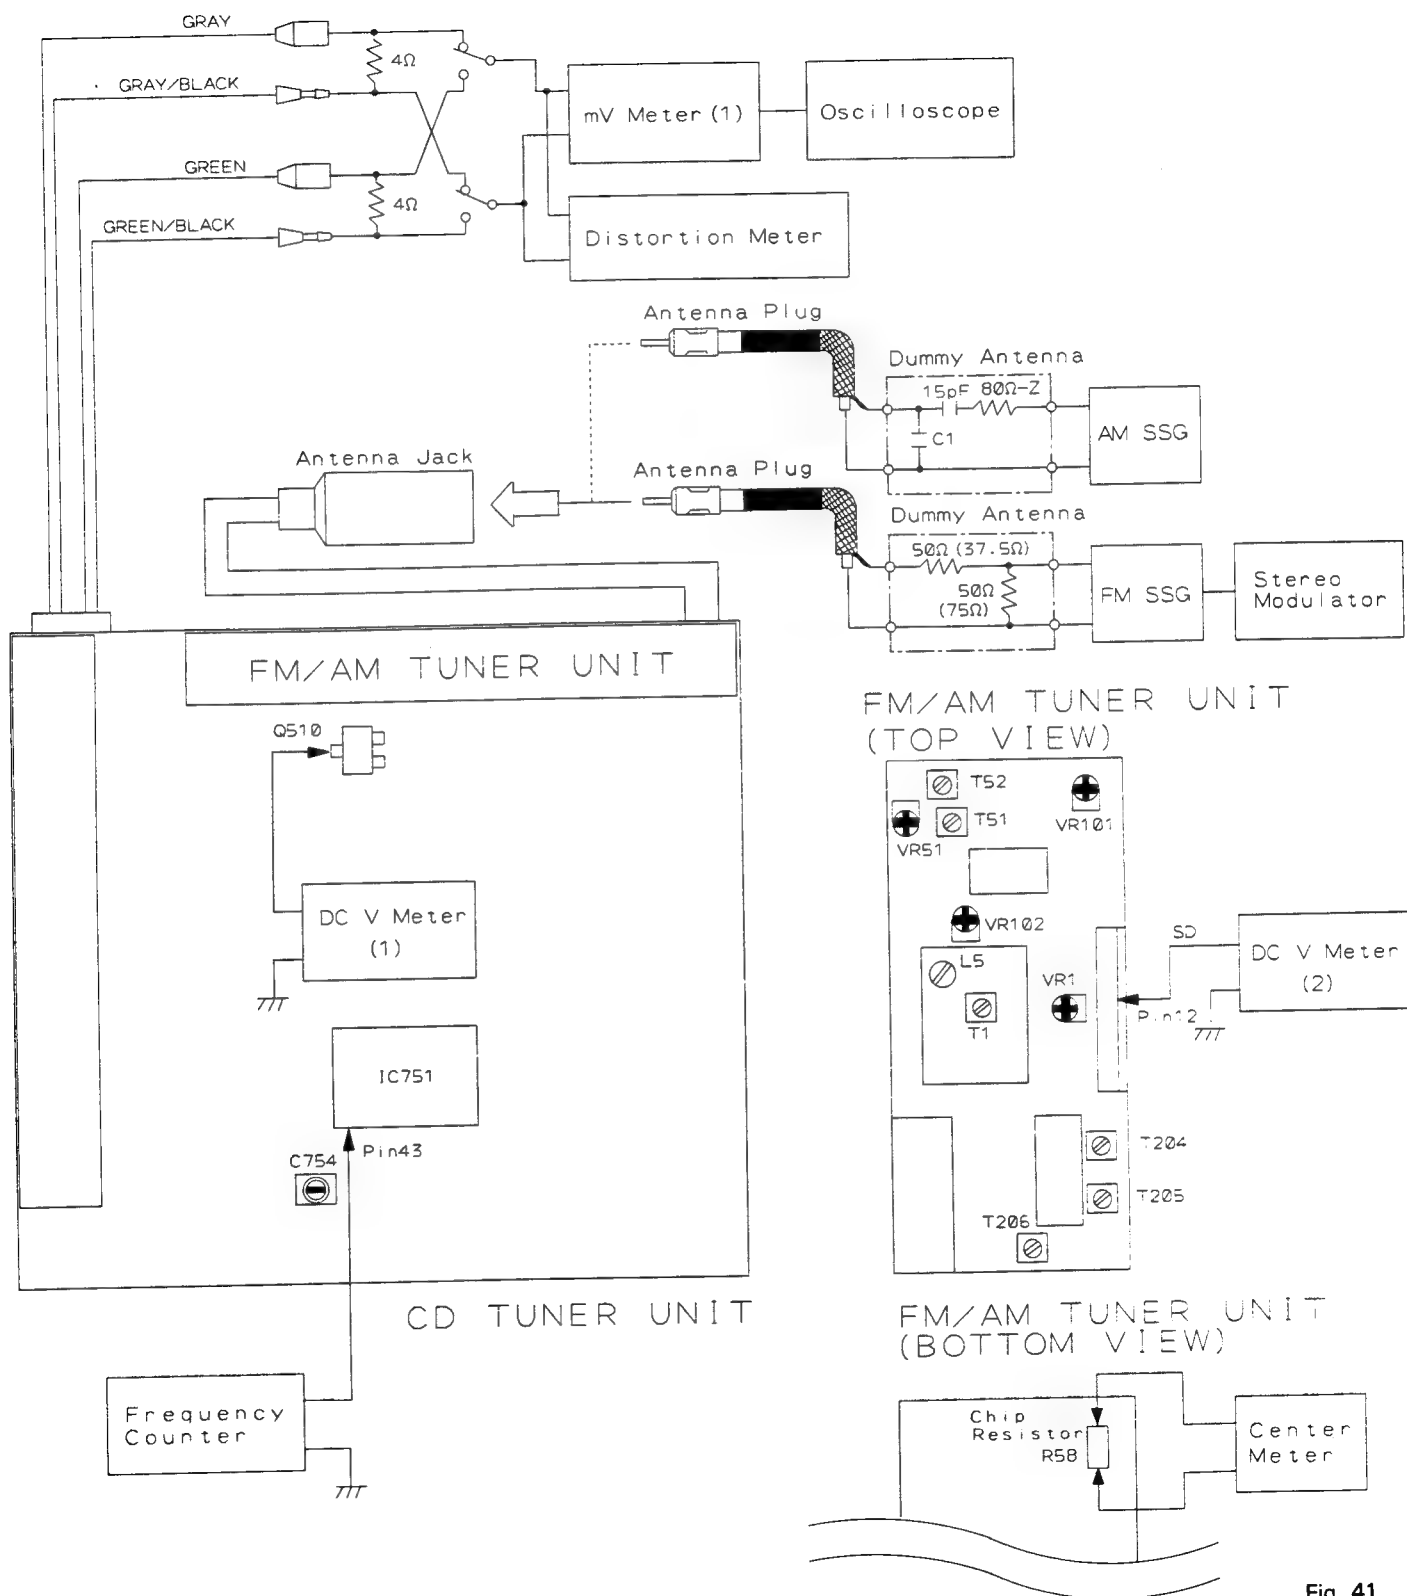 GRAY
4Ω
GRAY/BLACK
mV Meter (1)
Oscilloscope
GREEN
4Ω
GREEN/BLACK
Distortion Meter
Antenna Plug
Dummy Antenna
15pF 80Ω-Z
C1
AM SSG
Antenna Jack
Antenna Plug
Dummy Antenna
50Ω (37.5Ω)
50Ω
(75Ω)
FM SSG
Stereo
Modulator
FM/AM TUNER UNIT
FM/AM TUNER UNIT
(TOP VIEW)
Q510
T52
T51
VR101
VR51
DC V Meter
(1)
VR102
SD
DC V Meter
(2)
L5
VR1
T1
Pin12
IC751
Pin43
C754
T204
T205
T206
CD TUNER UNIT
FM/AM TUNER UNIT
(BOTTOM VIEW)
Frequency
Counter
Chip
Resistor
R58
Center
Meter
Fig. 41